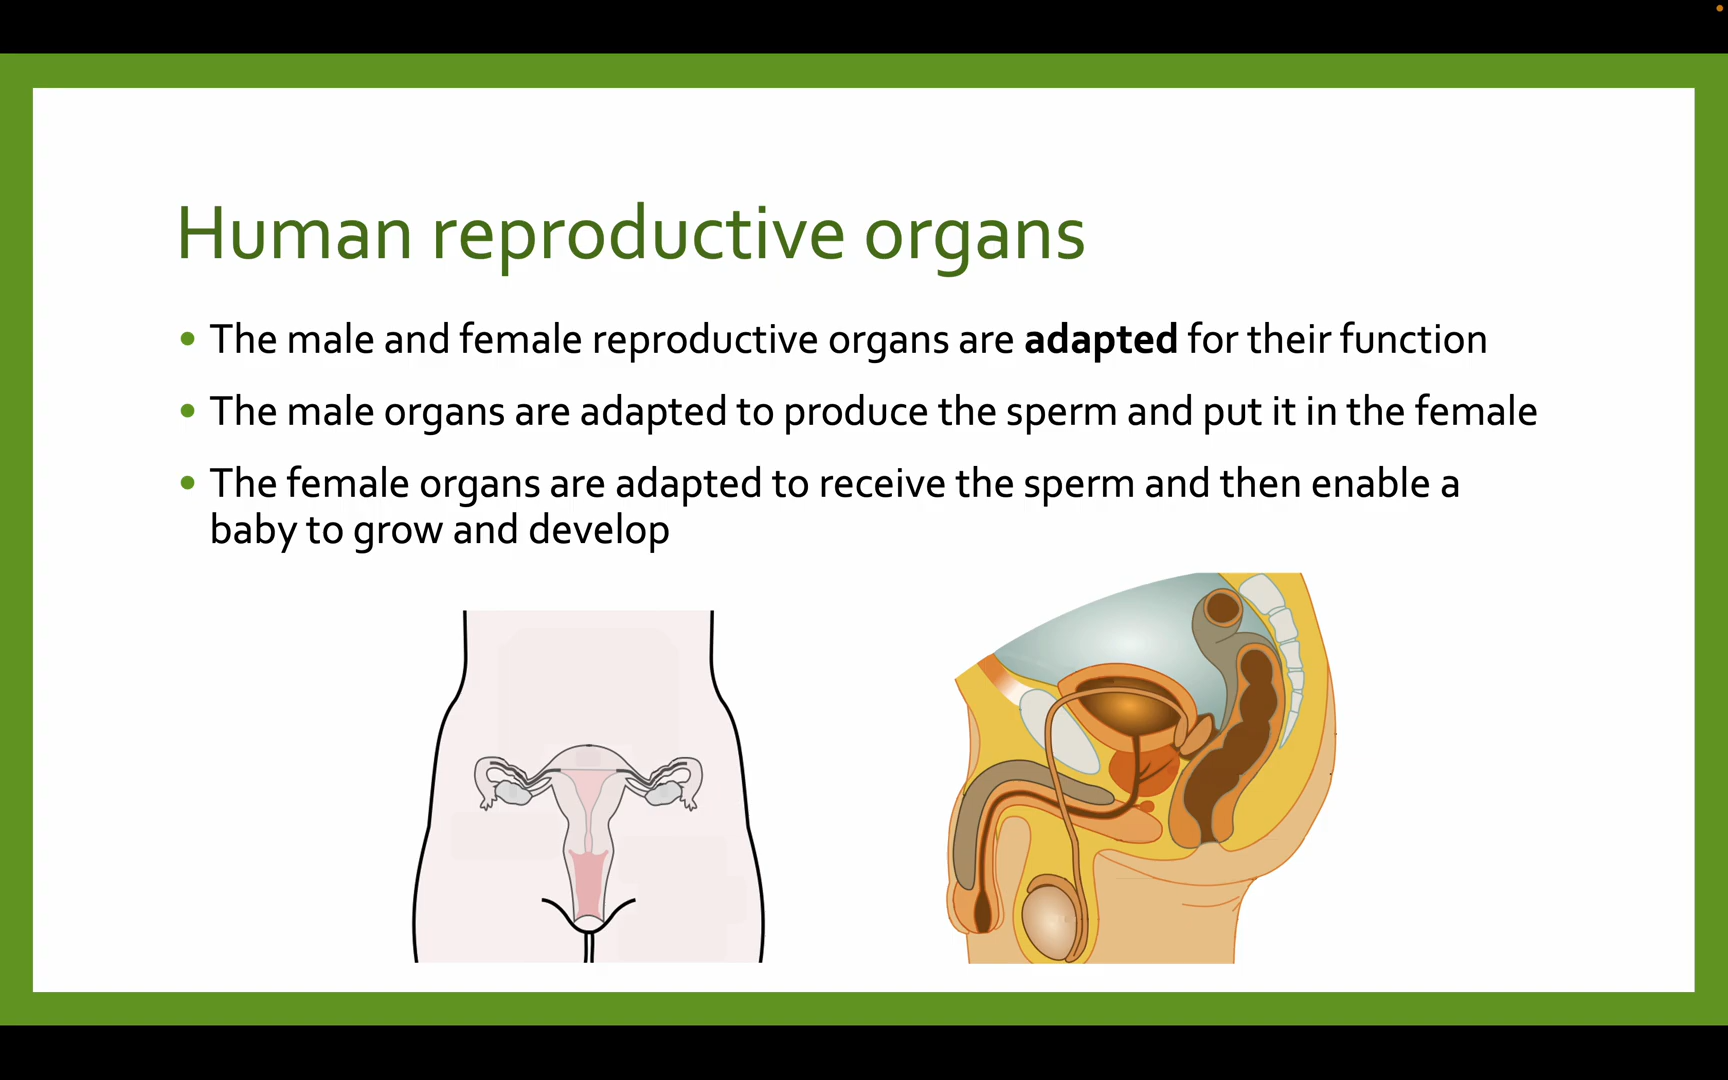 Human reproductive organs
• The male and female reproductive organs are adapted for their function
• The male organs are adapted to produce the sperm and put it in the female
• The female organs are adapted to receive the sperm and then enable a
baby to grow and develop